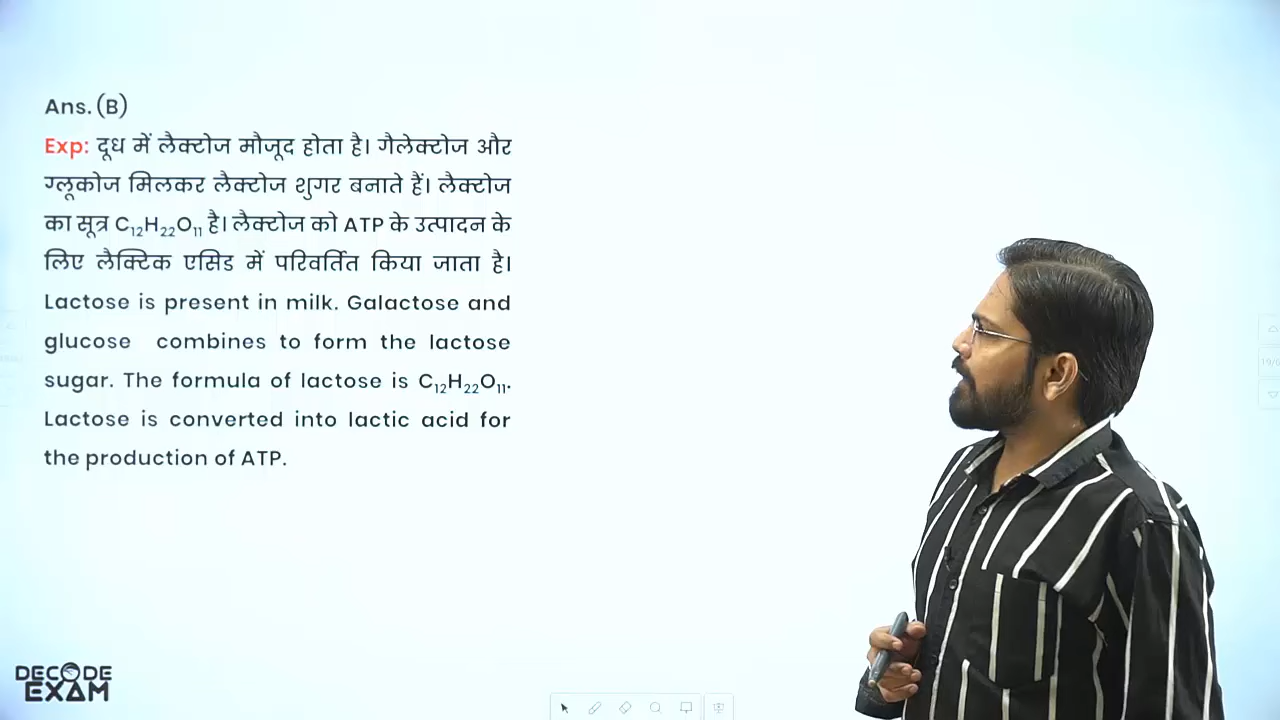 Ans. (B)
Exp: दूध में लैक्टोज मौजूद होता है। गैलेक्टोज और
ग्लूकोज मिलकर लैक्टोज शुगर बनाते हैं। लैक्टोज
का सूत्र C₁₂H₂₂O₁₁ है। लैक्टोज को ATP के उत्पादन के
लिए लैक्टिक एसिड में परिवर्तित किया जाता है।
Lactose is present in milk. Galactose and
glucose combines to form the lactose
sugar. The formula of lactose is C₁₂H₂₂O₁₁.
Lactose is converted into lactic acid for
the production of ATP.
DECODE
EXAM